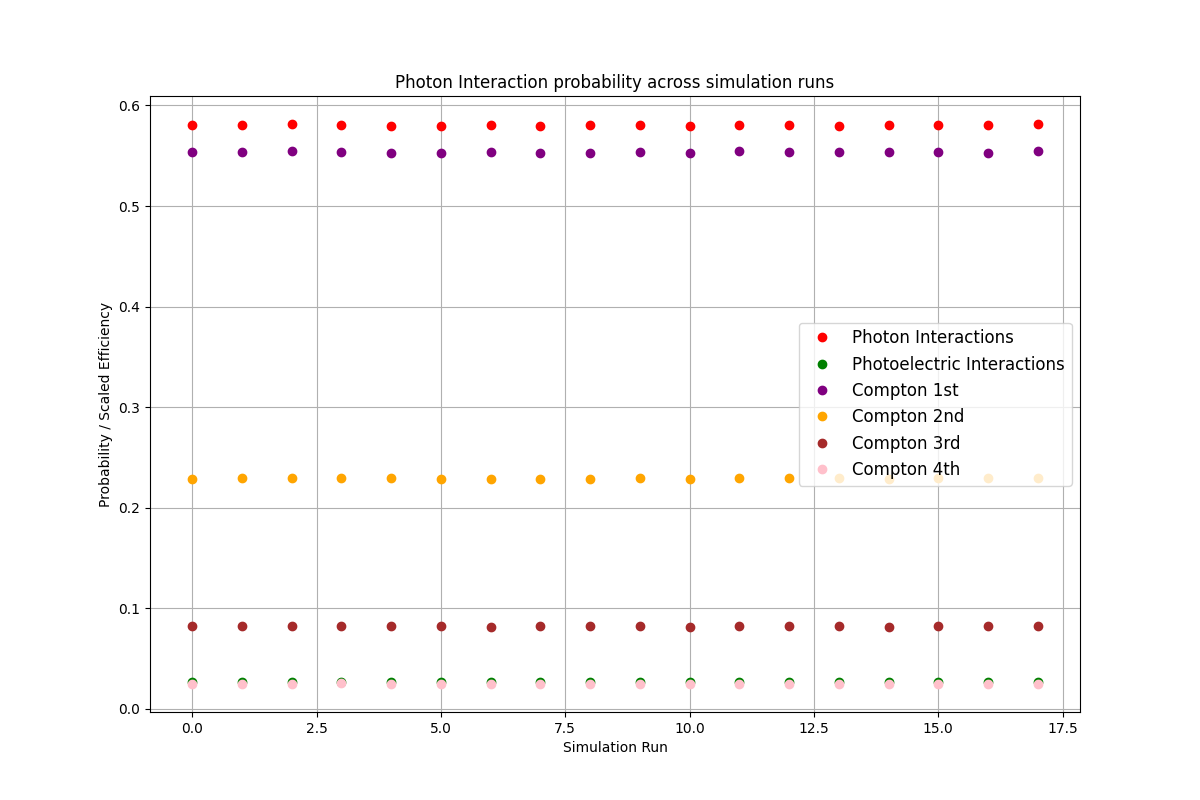 Photon Interaction probability across simulation runs
0.6
0.5
0.4
0.3
0.2
0.1
0.0
Probability / Scaled Efficiency
Photon Interactions
Photoelectric Interactions
Compton 1st
Compton 2nd
Compton 3rd
Compton 4th
0.0 2.5 5.0 7.5 10.0 12.5 15.0 17.5
Simulation Run